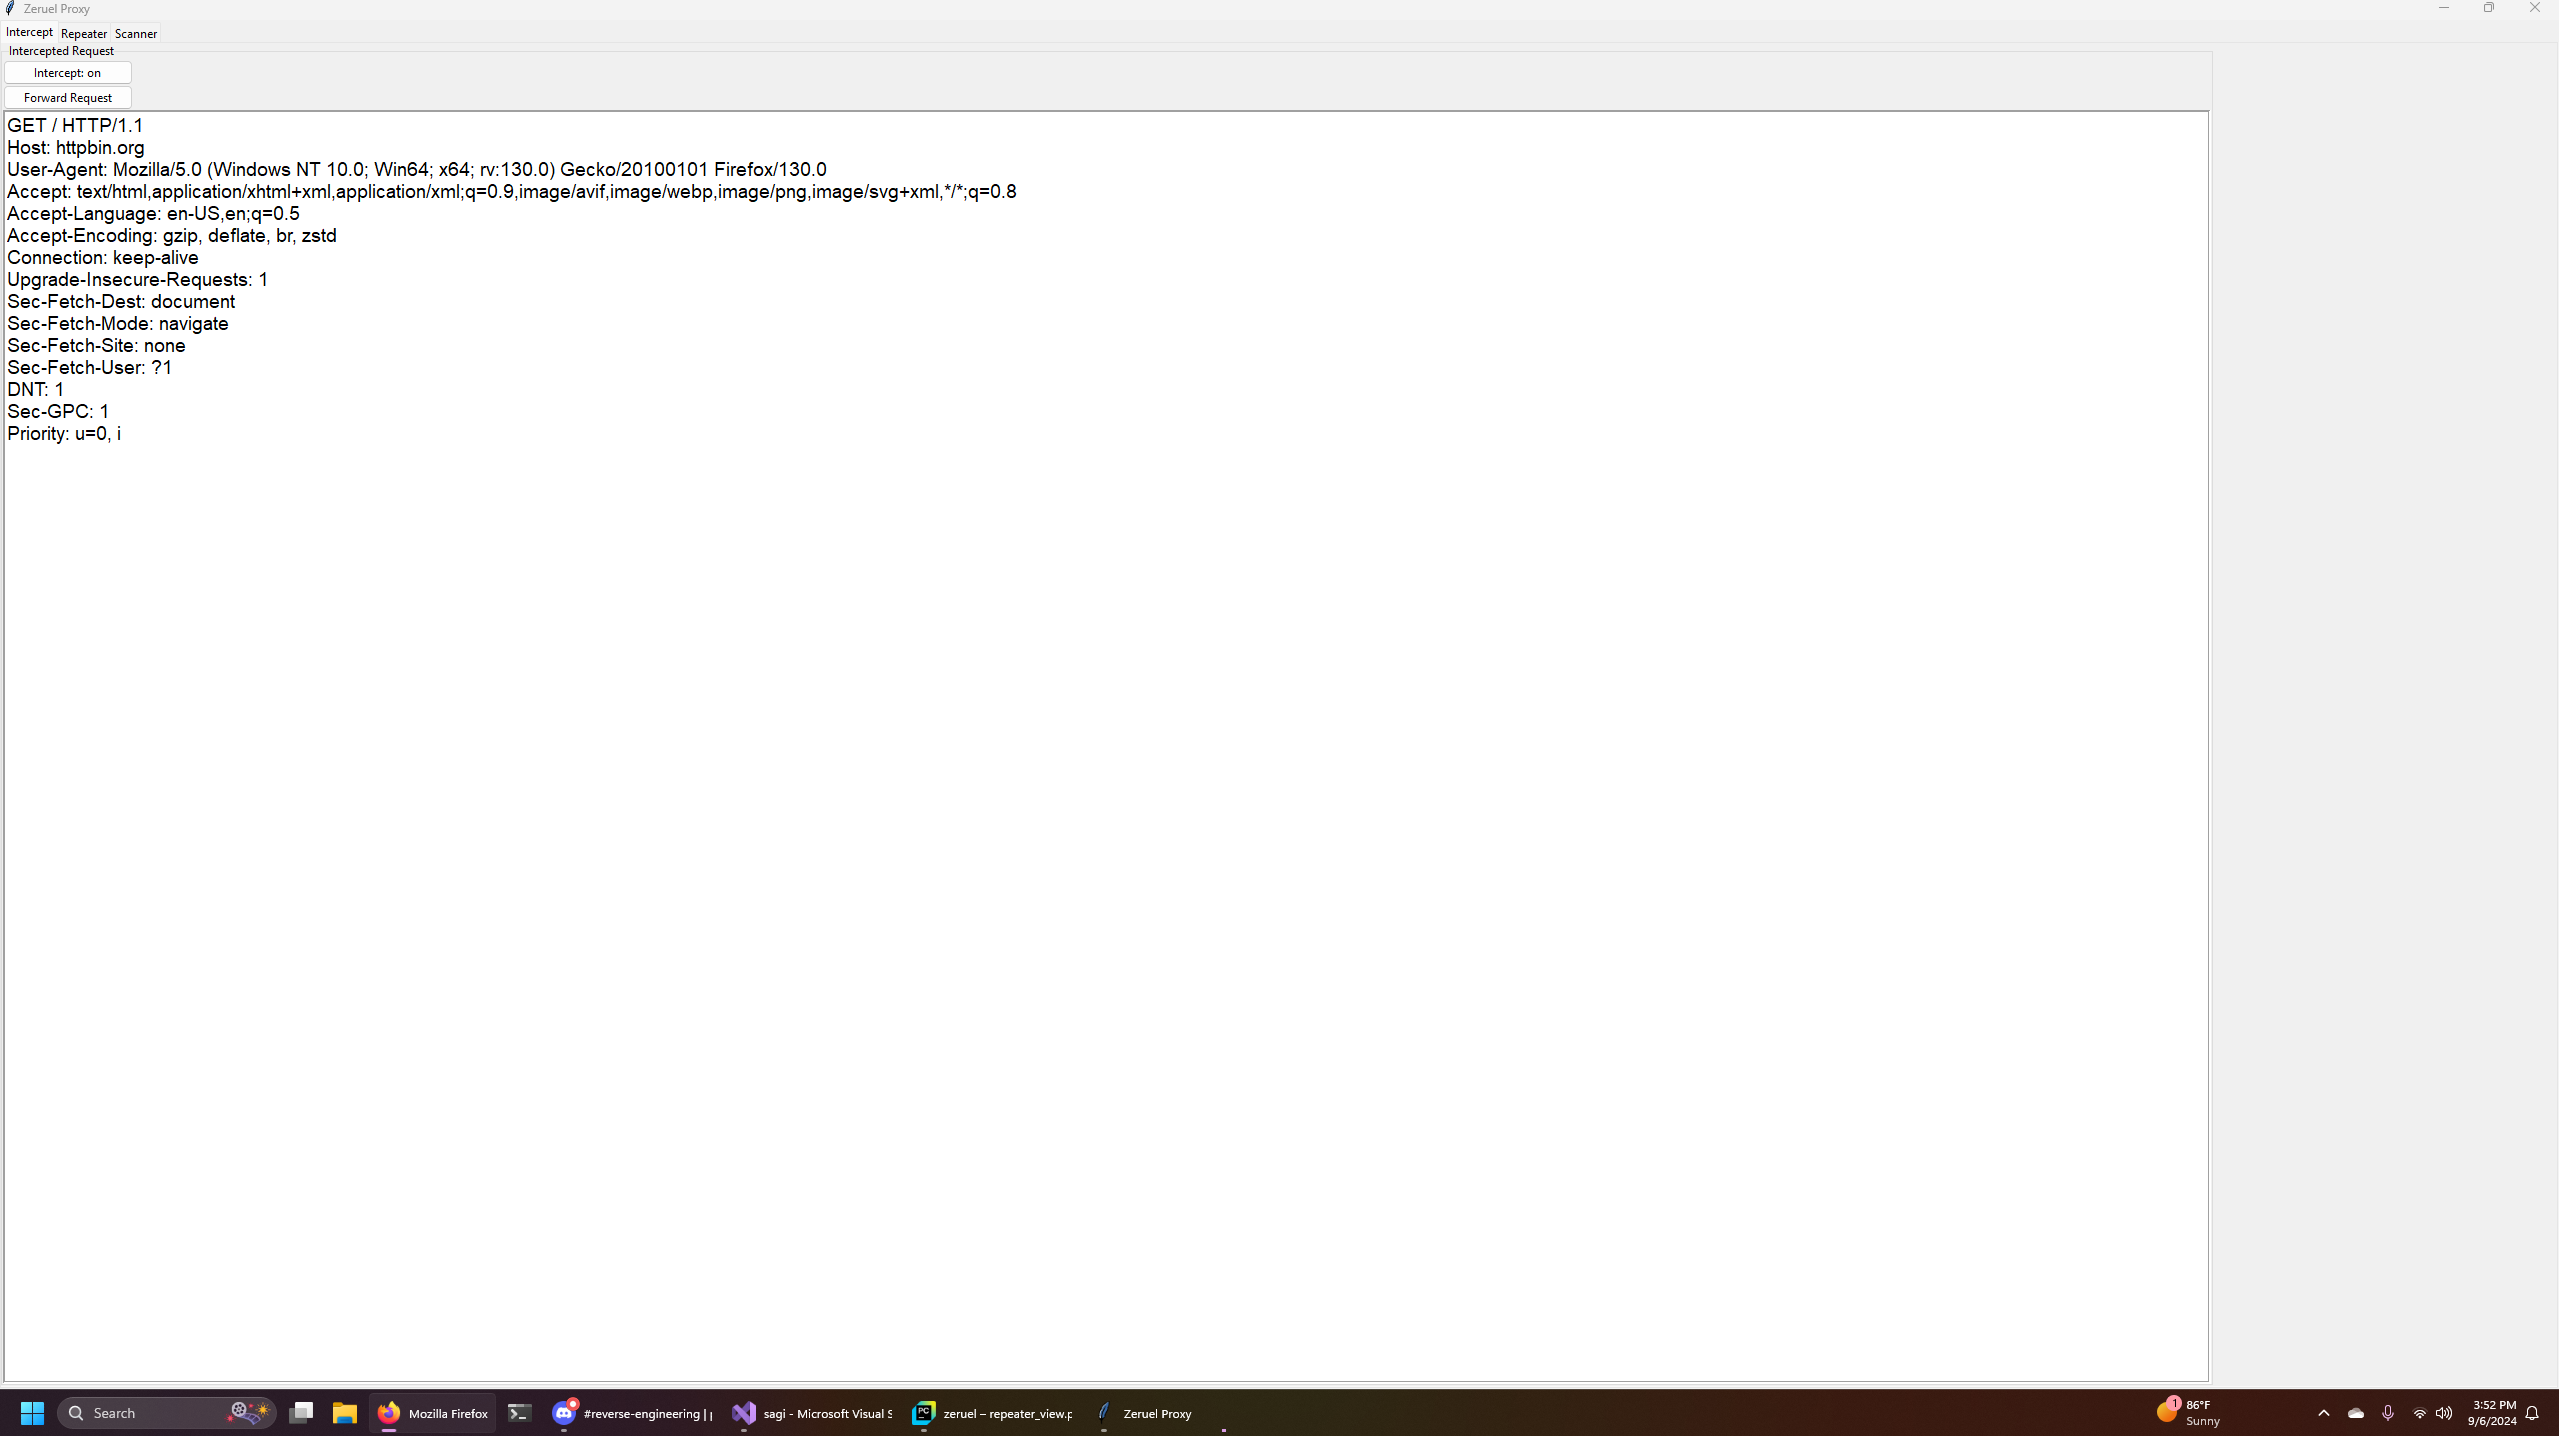 Zeruel Proxy
Intercept Repeater Scanner
Intercepted Request
Intercept: on
Forward Request
GET / HTTP/1.1
Host: httpbin.org
User-Agent: Mozilla/5.0 (Windows NT 10.0; Win64; x64; rv:130.0) Gecko/20100101 Firefox/130.0
Accept: text/html,application/xhtml+xml,application/xml;q=0.9,image/avif,image/webp,image/png,image/svg+xml,*/*;q=0.8
Accept-Language: en-US,en;q=0.5
Accept-Encoding: gzip, deflate, br, zstd
Connection: keep-alive
Upgrade-Insecure-Requests: 1
Sec-Fetch-Dest: document
Sec-Fetch-Mode: navigate
Sec-Fetch-Site: none
Sec-Fetch-User: ?1
DNT: 1
Sec-GPC: 1
Priority: u=0, i
Search
Mozilla Firefox
#reverse-engineering |
sagi - Microsoft Visual S
PC
zeruel – repeater_view.p
Zeruel Proxy
1
86°F
Sunny
3:52 PM
9/6/2024